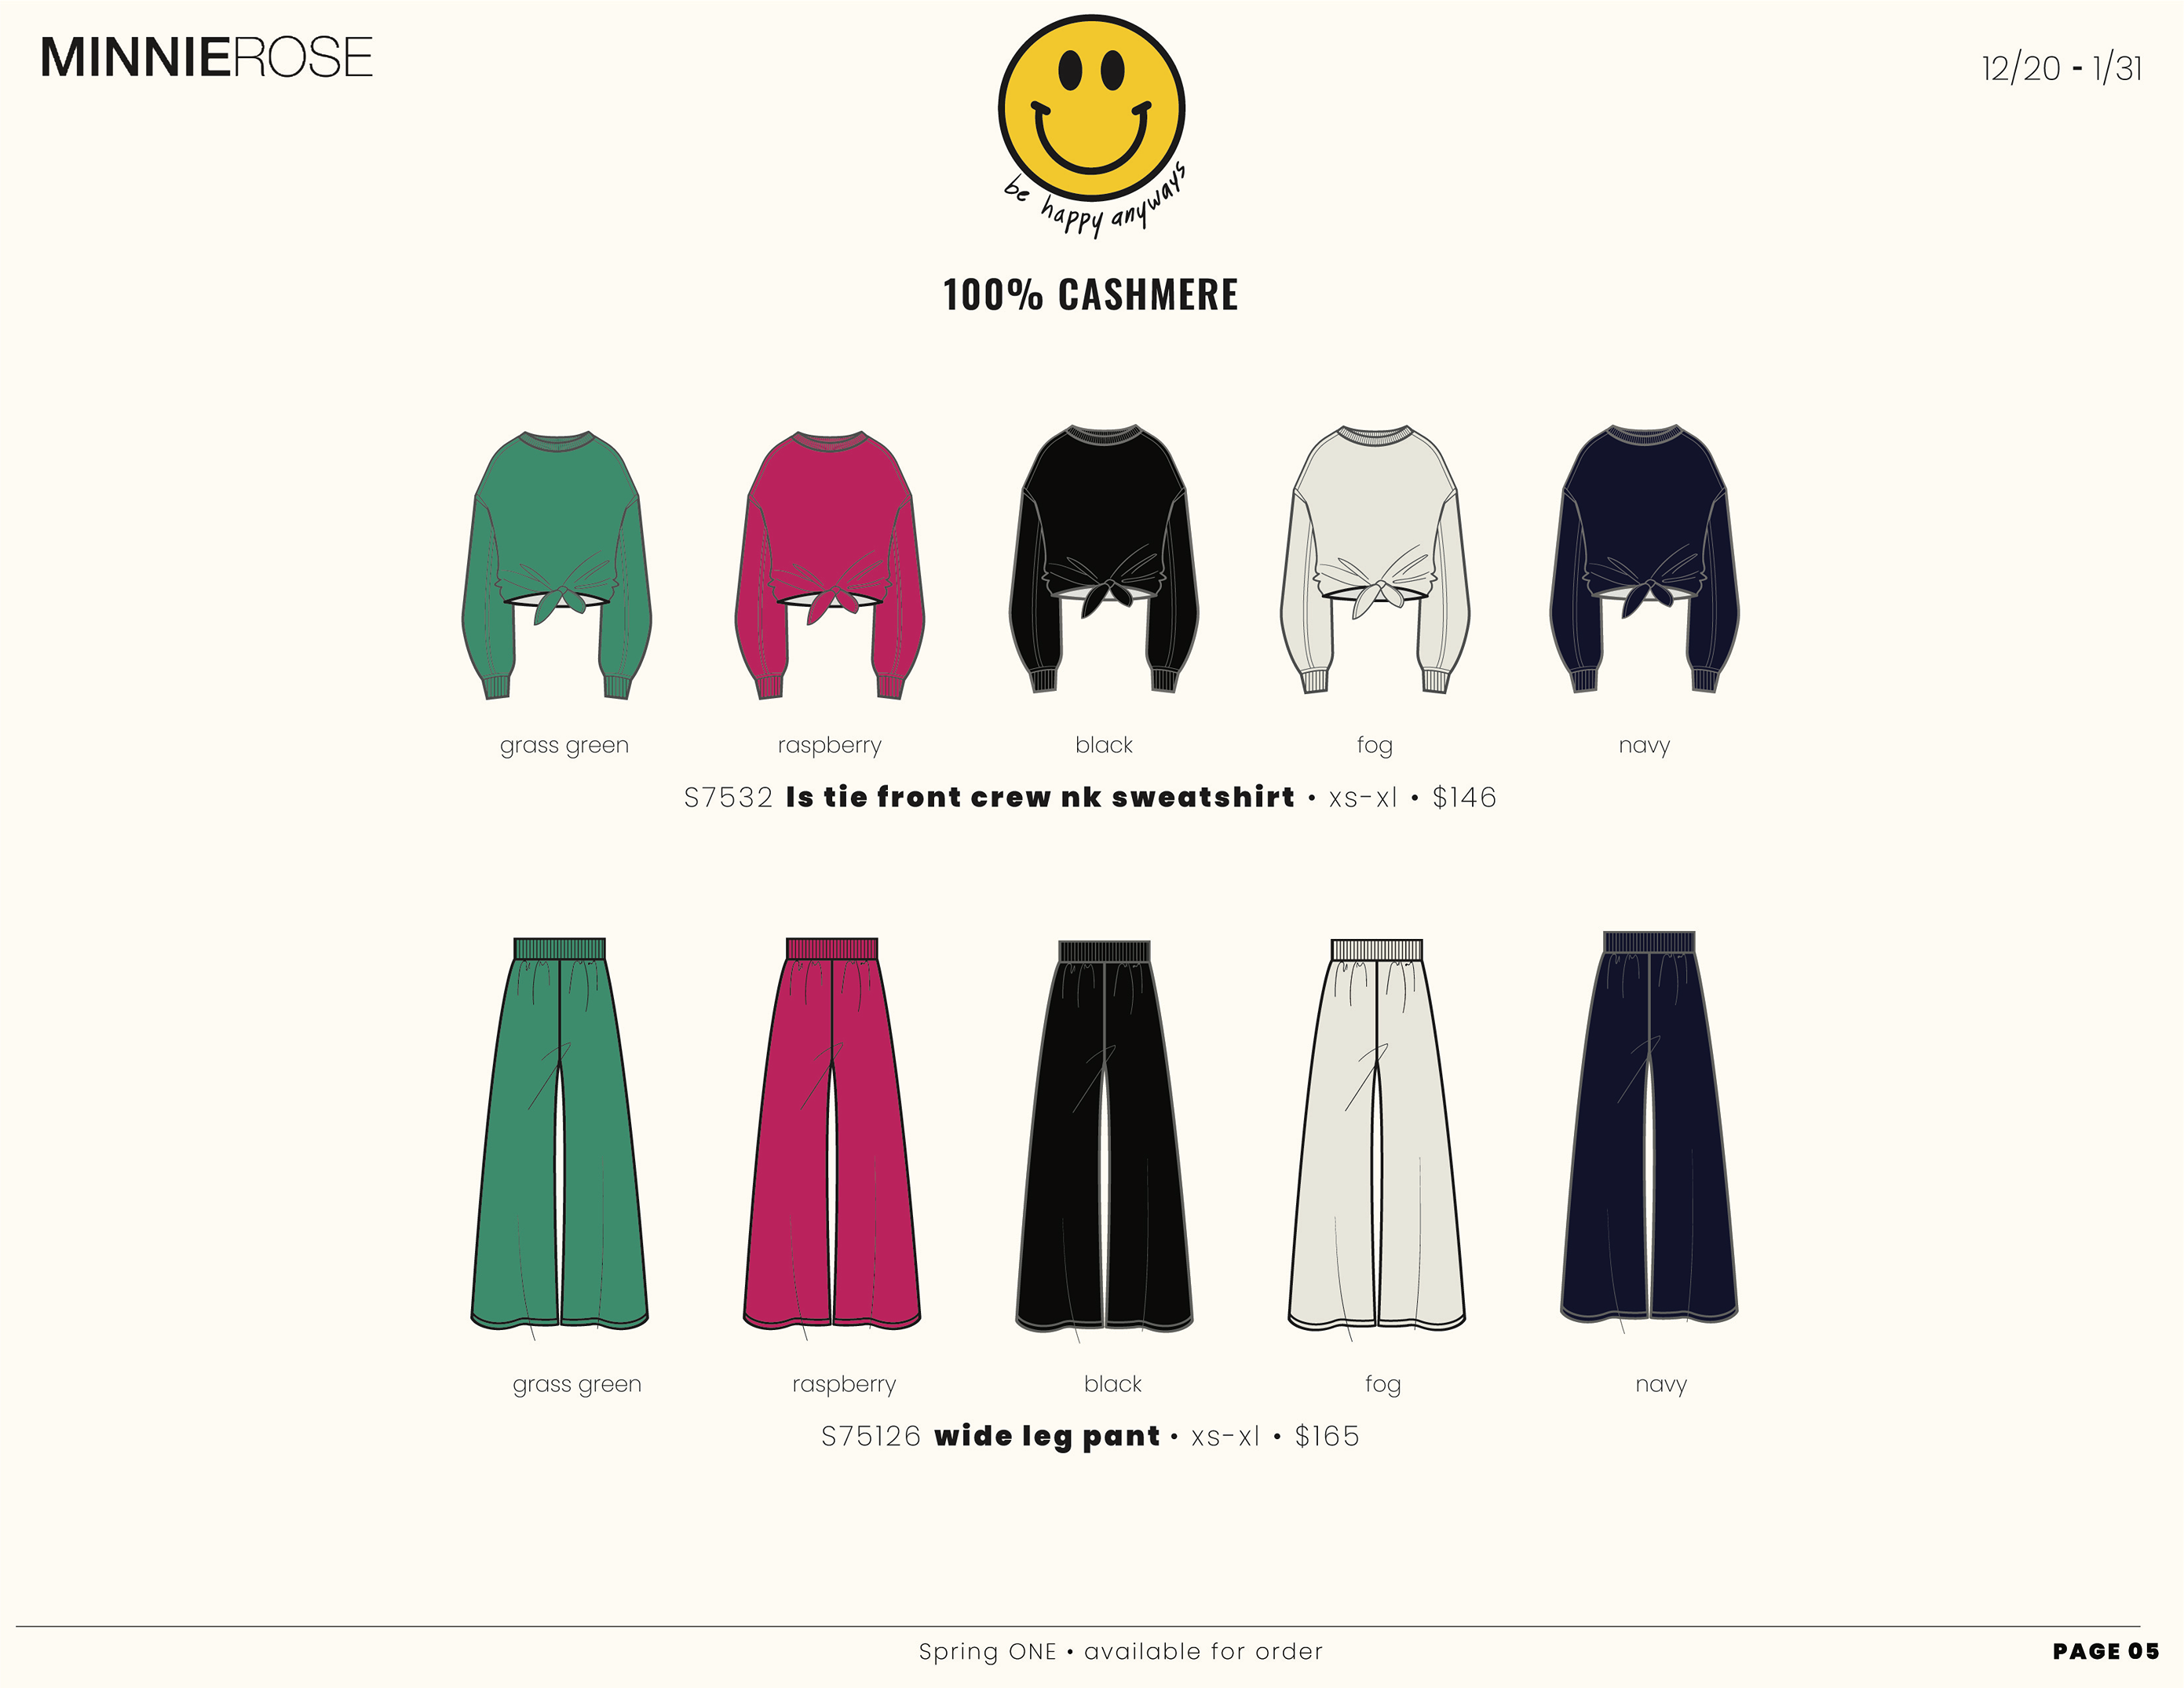 MINNIEROSE
12/20 - 1/31
be happy anyways
100% CASHMERE
grass green raspberry black fog navy
S7532 ls tie front crew nk sweatshirt • xs-xl • $146
grass green raspberry black fog navy
S75126 wide leg pant • xs-xl • $165
Spring ONE • available for order
PAGE 05